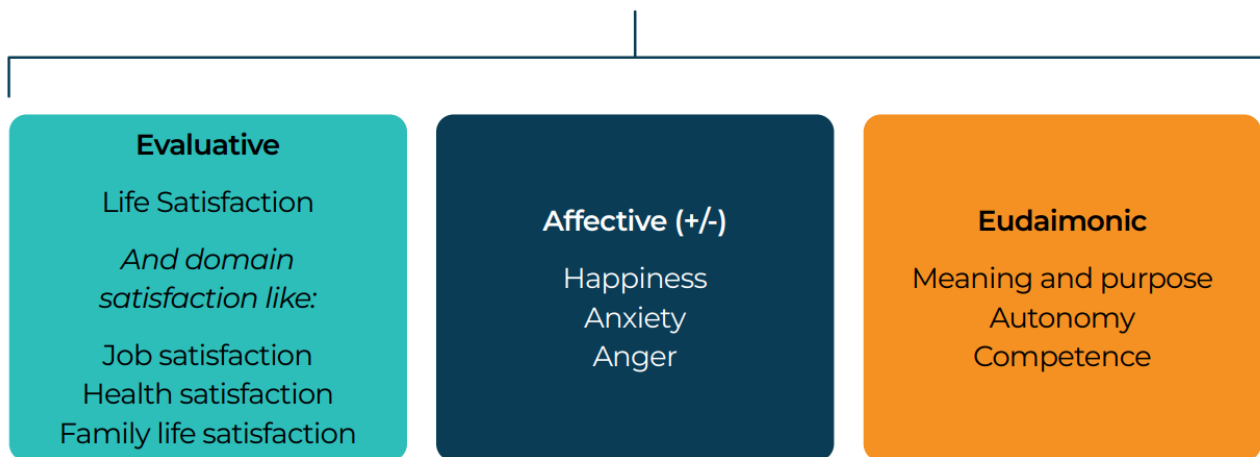 Evaluative
Life Satisfaction
And domain
satisfaction like:
Job satisfaction
Health satisfaction
Family life satisfaction
Affective (+/-)
Happiness
Anxiety
Anger
Eudaimonic
Meaning and purpose
Autonomy
Competence